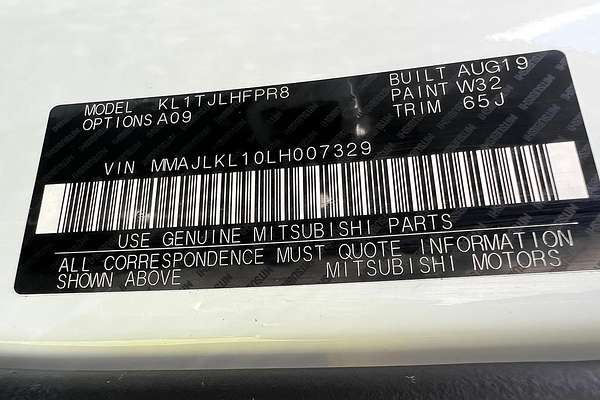 MODEL KL1TJLHFPR8 BUILT AUG19
OPTIONS A09 PAINT W32
TRIM 65J
VIN MMAJLKL10LH007329
USE GENUINE MITSUBISHI PARTS
ALL CORRESPONDENCE MUST QUOTE INFORMATION
SHOWN ABOVE MITSUBISHI MOTORS